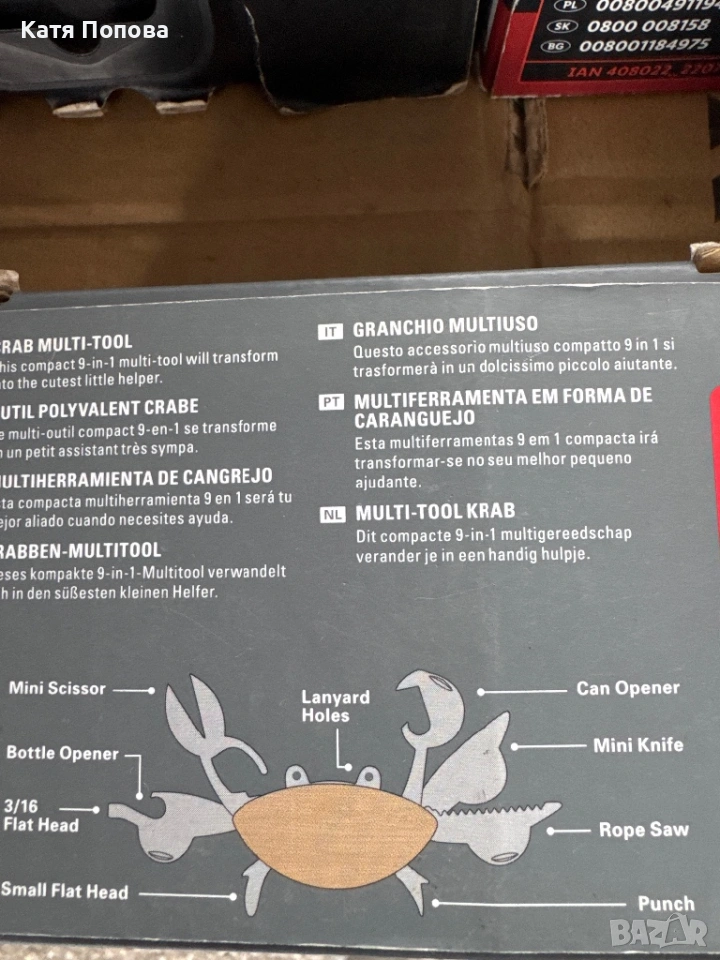 Катя Попова
PL 00800491194
SK 0800 008158
BG 008001184975
IAN 408022, 2207
RAB MULTI-TOOL
his compact 9-in-1 multi-tool will transform
to the cutest little helper.
UTIL POLYVALENT CRABE
e multi-outil compact 9-en-1 se transforme
n un petit assistant très sympa.
ULTIHERRAMIENTA DE CANGREJO
sta compacta multiherramienta 9 en 1 será tu
ejor aliado cuando necesites ayuda.
RABBEN-MULTITOOL
eses kompakte 9-in-1-Multitool verwandelt
h in den süßesten kleinen Helfer.
IT GRANCHIO MULTIUSO
Questo accessorio multiuso compatto 9 in 1 si
trasformerà in un dolcissimo piccolo aiutante.
PT MULTIFERRAMENTA EM FORMA DE
CARANGUEJO
Esta multiferramentas 9 em 1 compacta irá
transformar-se no seu melhor pequeno
ajudante.
NL MULTI-TOOL KRAB
Dit compacte 9-in-1 multigereedschap
verander je in een handig hulpje.
Mini Scissor
Lanyard
Holes
Can Opener
Bottle Opener
Mini Knife
3/16
Flat Head
Rope Saw
Small Flat Head
Punch
BAZAR